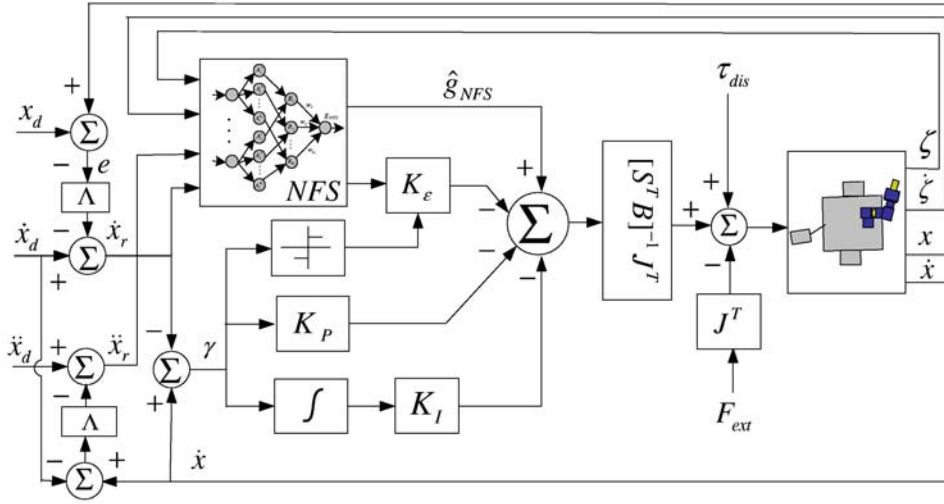 +
x_d
Σ
− e
Λ
−
ẋ_d ẋ_r
Σ
+
ẍ_d + ẍ_r
Σ
−
Λ
− +
Σ
NFS
ĝ_NFS
K_ε
K_P
∫
K_I
−
γ
Σ
+
ẋ
+
−
Σ
−
−
[S^T B]^{-1} J^T
τ_dis
+
+
Σ
−
J^T
F_ext
ζ
ζ̇
x
ẋ